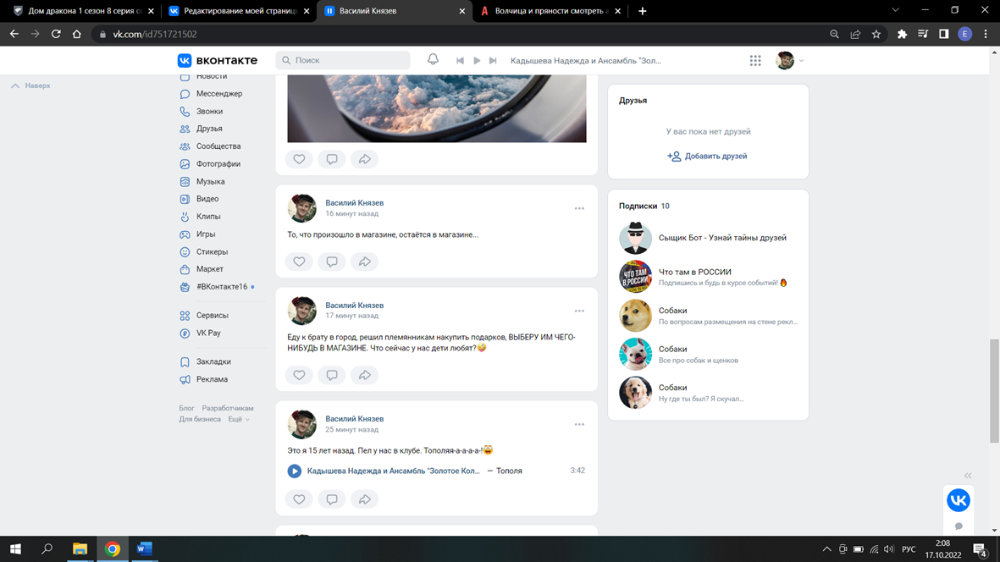 Дом дракона 1 сезон 8 серия см
Редактирование моей страницы
Василий Князев
Волчица и пряности смотреть а
vk.com/id751721502
вконтакте
Поиск
Кадышева Надежда и Ансамбль "Зол...
Наверх
Новости
Мессенджер
Звонки
Друзья
Сообщества
Фотографии
Музыка
Видео
Клипы
Игры
Стикеры
Маркет
#ВКонтакте16
Сервисы
VK Pay
Закладки
Реклама
Блог Разработчикам
Для бизнеса Ещё
Василий Князев
16 минут назад
То, что произошло в магазине, остаётся в магазине...
Василий Князев
17 минут назад
Еду к брату в город, решил племянникам накупить подарков, ВЫБЕРУ ИМ ЧЕГО-
НИБУДЬ В МАГАЗИНЕ. Что сейчас у нас дети любят?🤪
Василий Князев
25 минут назад
Это я 15 лет назад. Пел у нас в клубе. Тополяя-а-а-а-а-!
Кадышева Надежда и Ансамбль "Золотое Кол... — Тополя 3:42
Друзья
У вас пока нет друзей
Добавить друзей
Подписки 10
Сыщик Бот - Узнай тайны друзей
ЧТО ТАМ
В РОССИИ
Что там в РОССИИ
Подпишись и будь в курсе событий! 🔥
Собаки
По вопросам размещения на стене рекл...
Собаки
Все про собак и щенков
Собаки
Ну где ты был? Я скучал...
РУС
2:08
17.10.2022
4